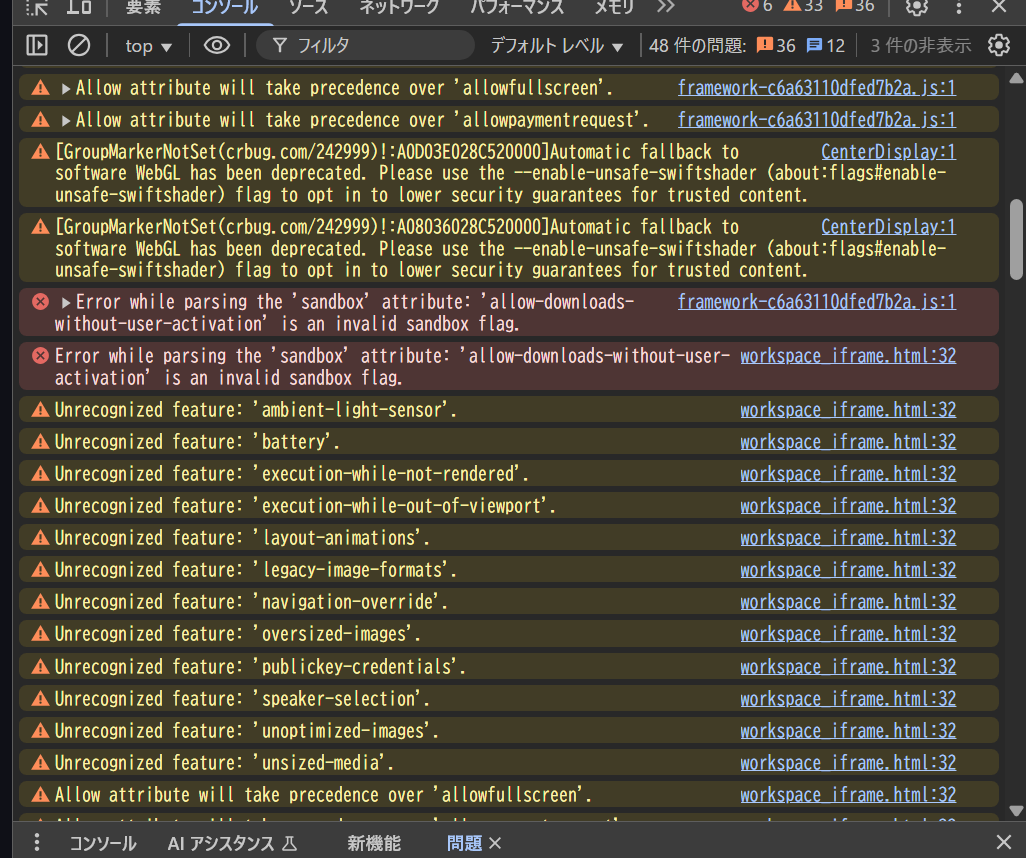 要素 コンソール ソース ネットワーク パフォーマンス メモリ 6 33 36
top フィルタ デフォルト レベル 48 件の問題: 36 12 3 件の非表示
Allow attribute will take precedence over 'allowfullscreen'. framework-c6a63110dfed7b2a.js:1
Allow attribute will take precedence over 'allowpaymentrequest'. framework-c6a63110dfed7b2a.js:1
[GroupMarkerNotSet(crbug.com/242999)!:A0D03E028C520000]Automatic fallback to CenterDisplay:1
software WebGL has been deprecated. Please use the --enable-unsafe-swiftshader (about:flags#enable-
unsafe-swiftshader) flag to opt in to lower security guarantees for trusted content.
[GroupMarkerNotSet(crbug.com/242999)!:A08036028C520000]Automatic fallback to CenterDisplay:1
software WebGL has been deprecated. Please use the --enable-unsafe-swiftshader (about:flags#enable-
unsafe-swiftshader) flag to opt in to lower security guarantees for trusted content.
Error while parsing the 'sandbox' attribute: 'allow-downloads- framework-c6a63110dfed7b2a.js:1
without-user-activation' is an invalid sandbox flag.
Error while parsing the 'sandbox' attribute: 'allow-downloads-without-user- workspace_iframe.html:32
activation' is an invalid sandbox flag.
Unrecognized feature: 'ambient-light-sensor'. workspace_iframe.html:32
Unrecognized feature: 'battery'. workspace_iframe.html:32
Unrecognized feature: 'execution-while-not-rendered'. workspace_iframe.html:32
Unrecognized feature: 'execution-while-out-of-viewport'. workspace_iframe.html:32
Unrecognized feature: 'layout-animations'. workspace_iframe.html:32
Unrecognized feature: 'legacy-image-formats'. workspace_iframe.html:32
Unrecognized feature: 'navigation-override'. workspace_iframe.html:32
Unrecognized feature: 'oversized-images'. workspace_iframe.html:32
Unrecognized feature: 'publickey-credentials'. workspace_iframe.html:32
Unrecognized feature: 'speaker-selection'. workspace_iframe.html:32
Unrecognized feature: 'unoptimized-images'. workspace_iframe.html:32
Unrecognized feature: 'unsized-media'. workspace_iframe.html:32
Allow attribute will take precedence over 'allowfullscreen'. workspace_iframe.html:32
コンソール AI アシスタンス 新機能 問題